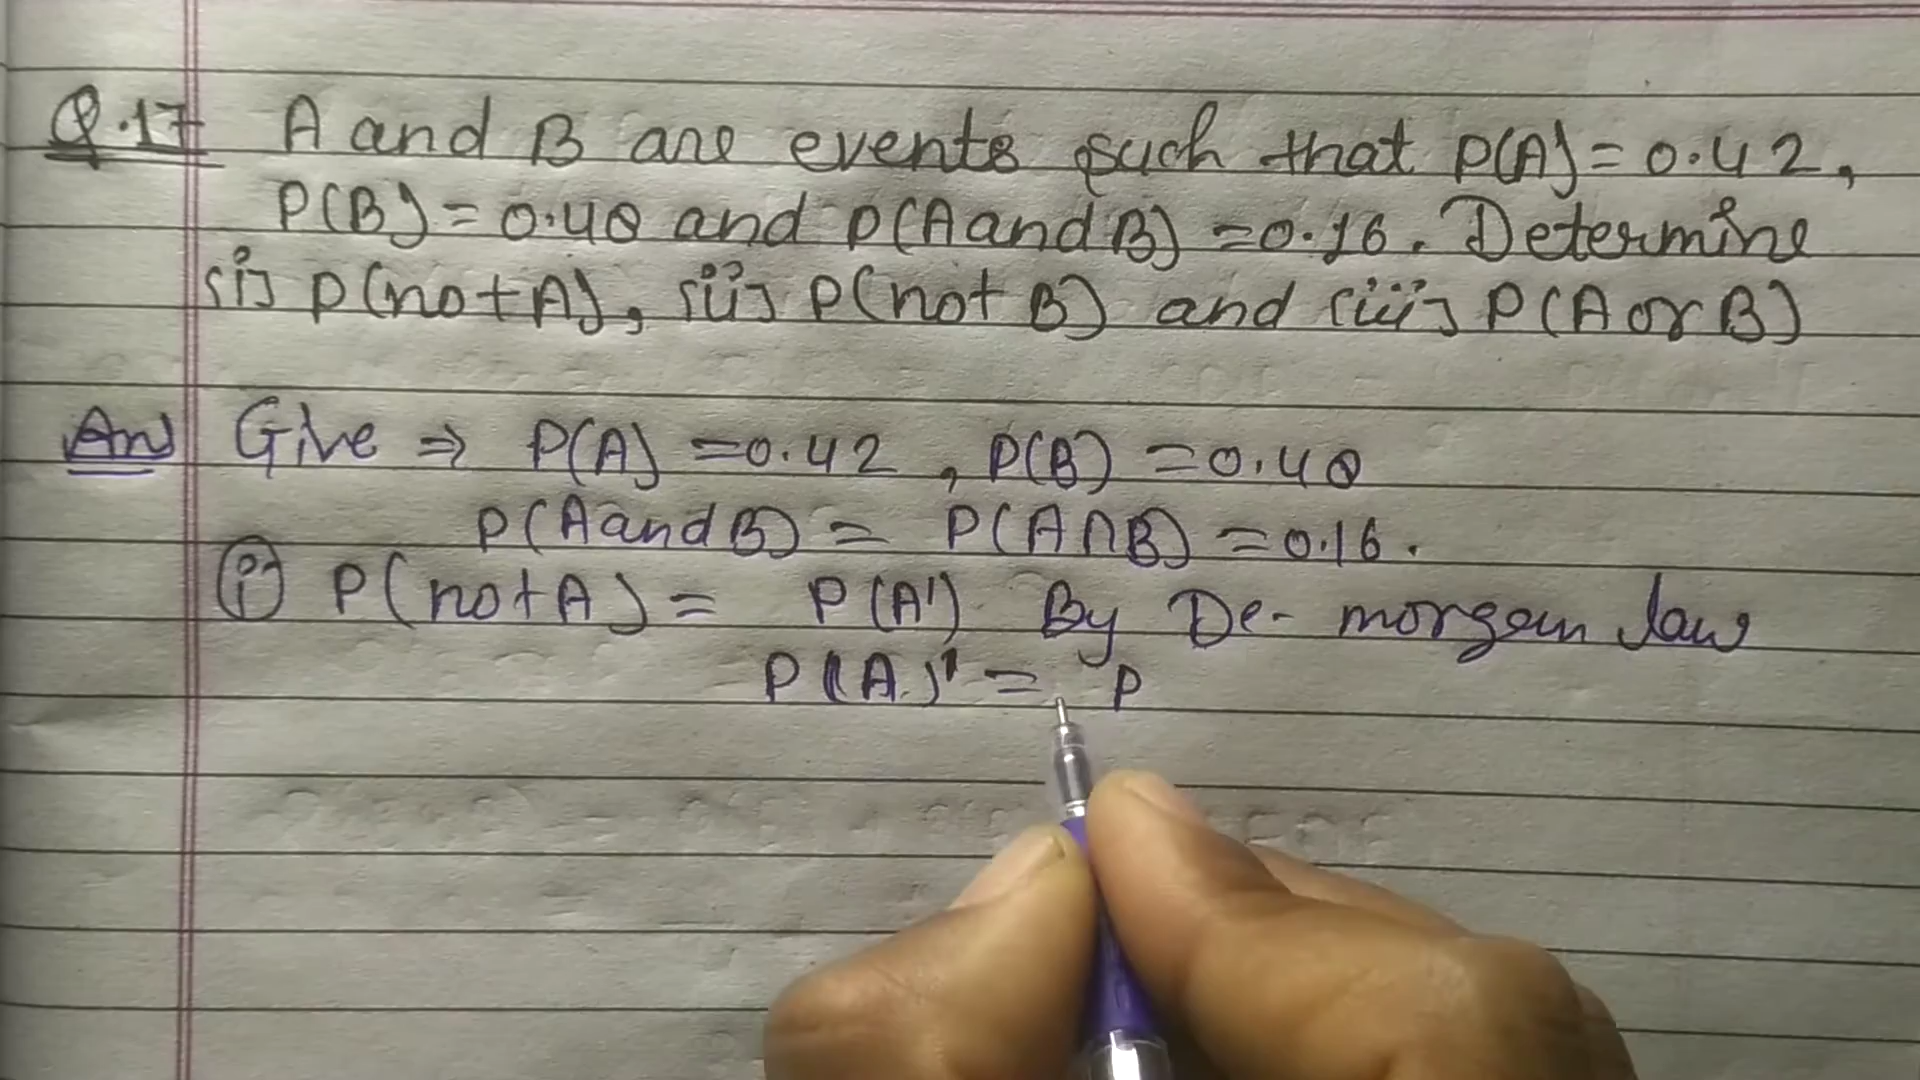 Q.17 A and B are events such that P(A) = 0.42,
P(B) = 0.48 and P(A and B) = 0.16. Determine
(i) P(not A), (ii) P(not B) and (iii) P(A or B)
Ans Give ⇒ P(A) = 0.42, P(B) = 0.48
P(A and B) = P(A∩B) = 0.16.
(i) P(not A) = P(A') By De-morgan law
P(A)' = P